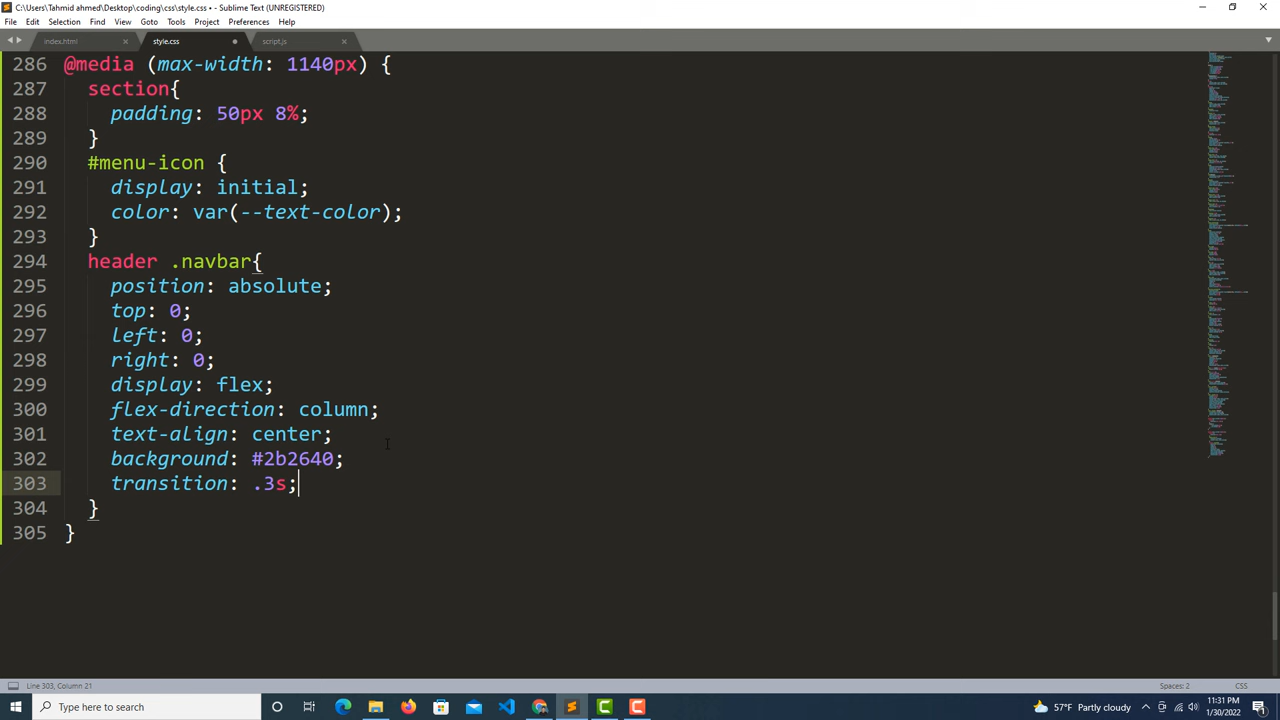 C:\Users\Tahmid ahmed\Desktop\coding\css\style.css • - Sublime Text (UNREGISTERED)
File Edit Selection Find View Goto Tools Project Preferences Help
index.html style.css script.js
286 @media (max-width: 1140px) {
287 section{
288 padding: 50px 8%;
289 }
290 #menu-icon {
291 display: initial;
292 color: var(--text-color);
293 }
294 header .navbar{
295 position: absolute;
296 top: 0;
297 left: 0;
298 right: 0;
299 display: flex;
300 flex-direction: column;
301 text-align: center;
302 background: #2b2640;
303 transition: .3s;
304 }
305 }
Line 303, Column 21 Spaces: 2 CSS
Type here to search 57°F Partly cloudy 11:31 PM
1/30/2022